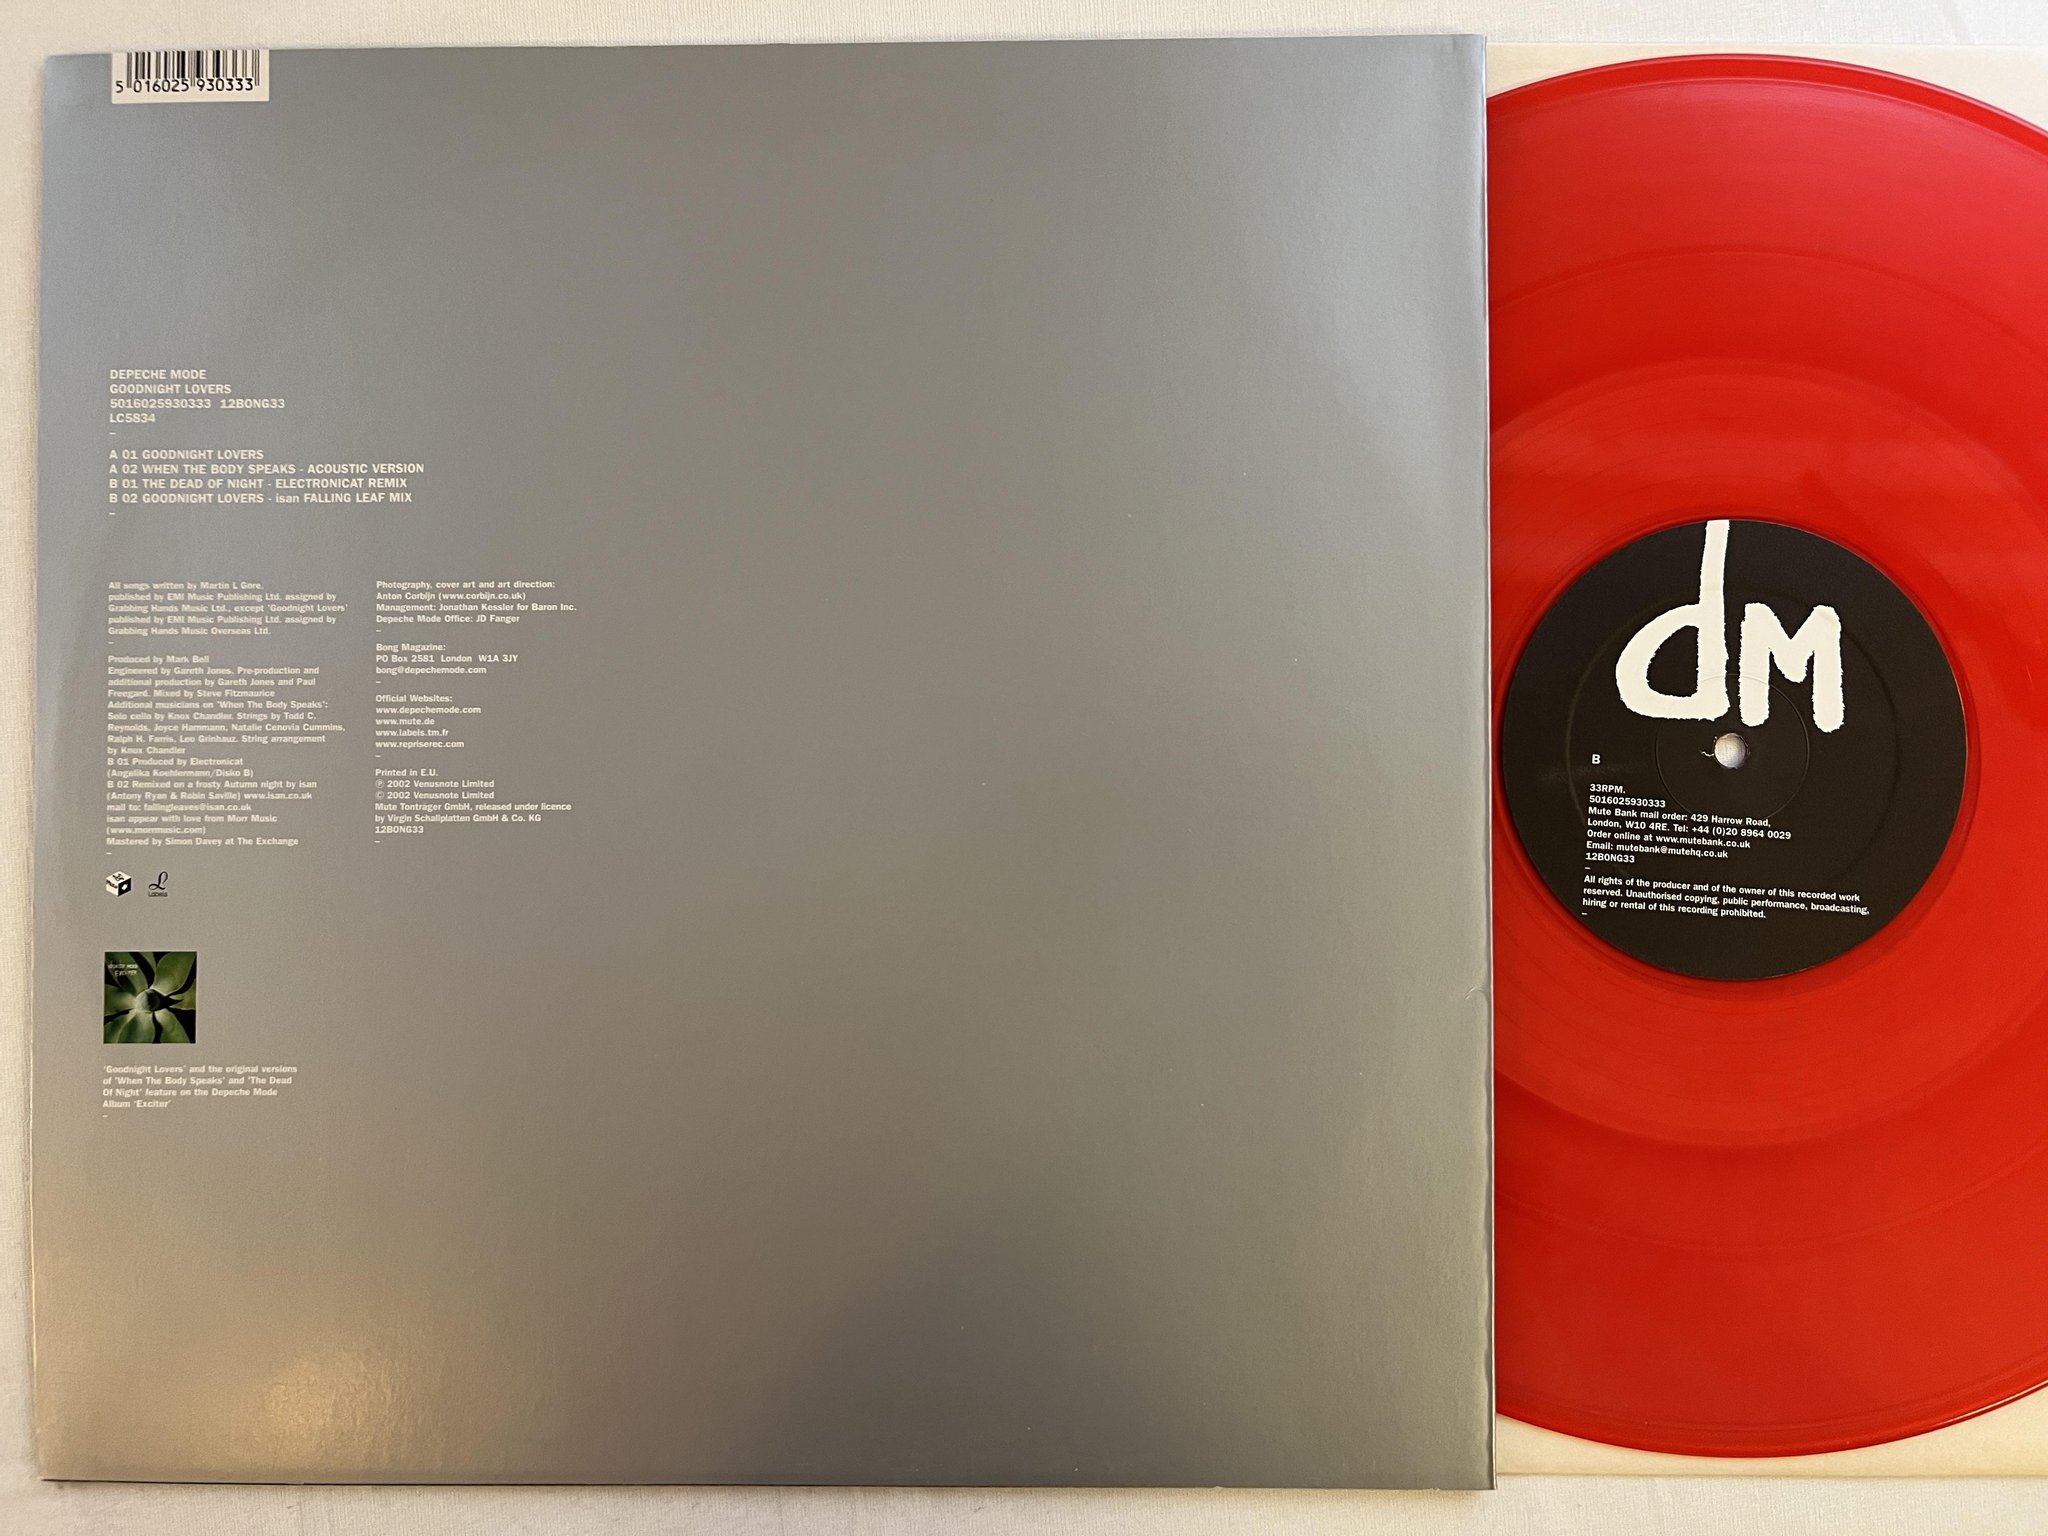 5 016025 930333
DEPECHE MODE
GOODNIGHT LOVERS
5016025930333 12BONG33
LC5834
–
A 01 GOODNIGHT LOVERS
A 02 WHEN THE BODY SPEAKS - ACOUSTIC VERSION
B 01 THE DEAD OF NIGHT - ELECTRONICAT REMIX
B 02 GOODNIGHT LOVERS - isan FALLING LEAF MIX
–
All songs written by Martin L Gore,
published by EMI Music Publishing Ltd. assigned by
Grabbing Hands Music Ltd., except 'Goodnight Lovers'
published by EMI Music Publishing Ltd. assigned by
Grabbing Hands Music Overseas Ltd.
–
Produced by Mark Bell
Engineered by Gareth Jones. Pre-production and
additional production by Gareth Jones and Paul
Freegard. Mixed by Steve Fitzmaurice
Additional musicians on 'When The Body Speaks':
Solo cello by Knox Chandler. Strings by Todd C.
Reynolds, Joyce Hammann, Natalie Cenovia Cummins,
Ralph H. Farris, Leo Grinhauz. String arrangement
by Knox Chandler
B 01 Produced by Electronicat
(Angelika Koehlermann/Disko B)
B 02 Remixed on a frosty Autumn night by isan
(Antony Ryan & Robin Saville) www.isan.co.uk
mail to: fallingleaves@isan.co.uk
isan appear with love from Morr Music
(www.morrmusic.com)
Mastered by Simon Davey at The Exchange
–
Photography, cover art and art direction:
Anton Corbijn (www.corbijn.co.uk)
Management: Jonathan Kessler for Baron Inc.
Depeche Mode Office: JD Fanger
–
Bong Magazine:
PO Box 2581 London W1A 3JY
bong@depechemode.com
–
Official Websites:
www.depechemode.com
www.mute.de
www.labels.tm.fr
www.repriserec.com
–
Printed in E.U.
℗ 2002 Venusnote Limited
© 2002 Venusnote Limited
Mute Tonträger GmbH, released under licence
by Virgin Schallplatten GmbH & Co. KG
12BONG33
–
Labels
DEPECHE MODE
EXCITER
'Goodnight Lovers' and the original versions
of 'When The Body Speaks' and 'The Dead
Of Night' feature on the Depeche Mode
Album 'Exciter'
–
dM
B
33RPM.
5016025930333
Mute Bank mail order: 429 Harrow Road,
London, W10 4RE. Tel: +44 (0)20 8964 0029
Order online at www.mutebank.co.uk
Email: mutebank@mutehq.co.uk
12BONG33
–
All rights of the producer and of the owner of this recorded work
reserved. Unauthorised copying, public performance, broadcasting,
hiring or rental of this recording prohibited.
–